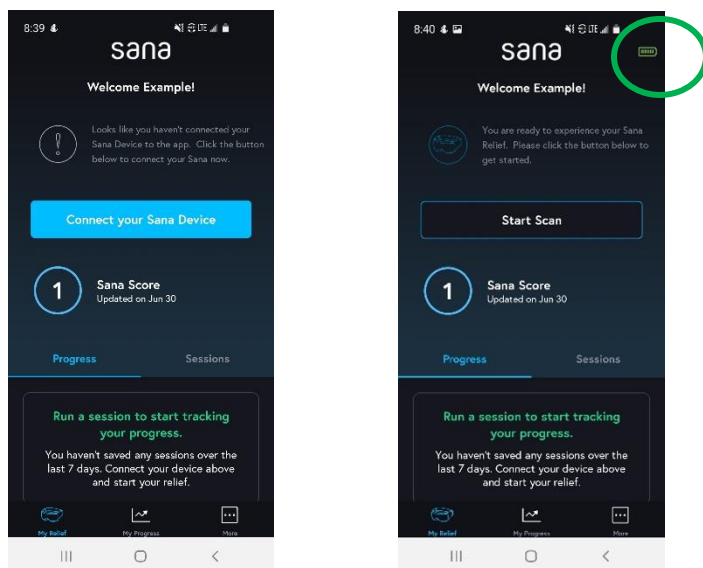 8:39
LTE
sana
Welcome Example!
Looks like you haven't connected your
Sana Device to the app. Click the button
below to connect your Sana now.
Connect your Sana Device
1
Sana Score
Updated on Jun 30
Progress
Sessions
Run a session to start tracking
your progress.
You haven't saved any sessions over the
last 7 days. Connect your device above
and start your relief.
My Relief
My Progress
More
8:40
LTE
sana
Welcome Example!
You are ready to experience your Sana
Relief. Please click the button below to
get started.
Start Scan
1
Sana Score
Updated on Jun 30
Progress
Sessions
Run a session to start tracking
your progress.
You haven't saved any sessions over the
last 7 days. Connect your device above
and start your relief.
My Relief
My Progress
More